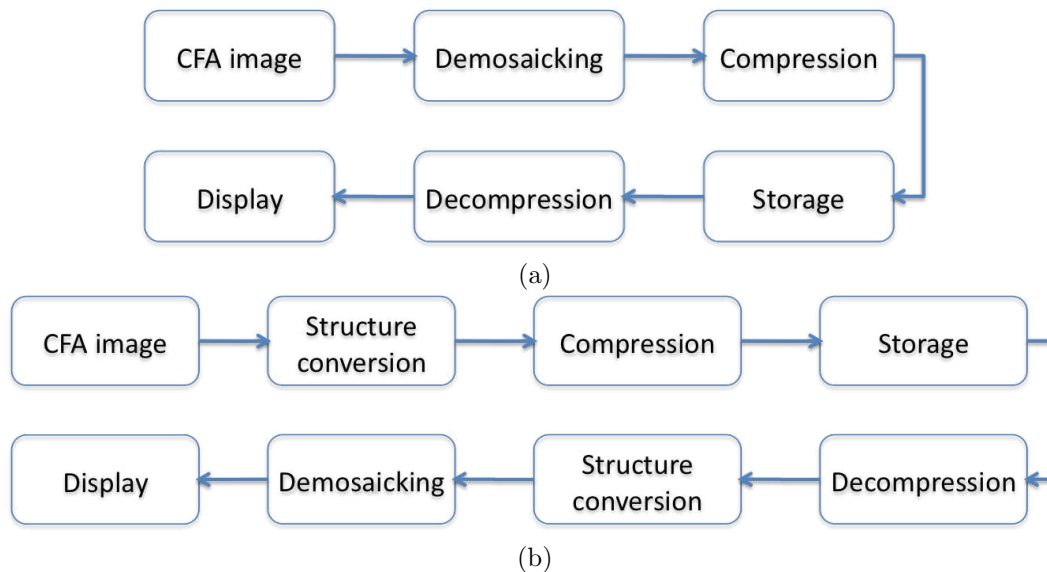 CFA image
Demosaicking
Compression
Display
Decompression
Storage
(a)
CFA image
Structure
conversion
Compression
Storage
Display
Demosaicking
Structure
conversion
Decompression
(b)